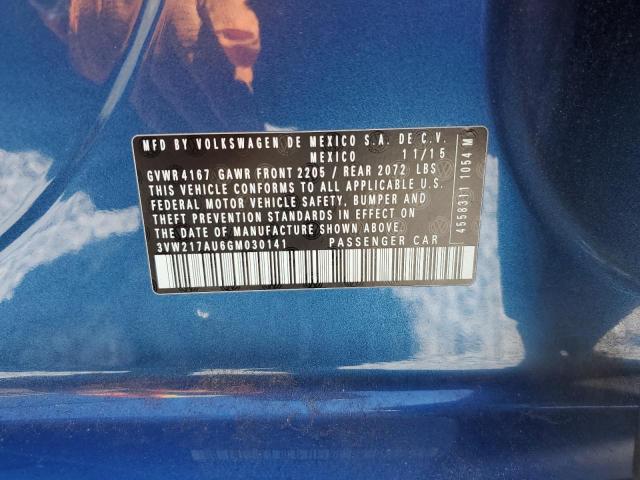 MFD BY VOLKSWAGEN DE MEXICO S.A. DE C.V.
MEXICO 11/15
GVWR 4167 GAWR FRONT 2205 / REAR 2072 LBS
THIS VEHICLE CONFORMS TO ALL APPLICABLE U.S.
FEDERAL MOTOR VEHICLE SAFETY, BUMPER AND
THEFT PREVENTION STANDARDS IN EFFECT ON
THE DATE OF MANUFACTURE SHOWN ABOVE.
3VW217AU6GM030141 PASSENGER CAR
4558311 1054 M